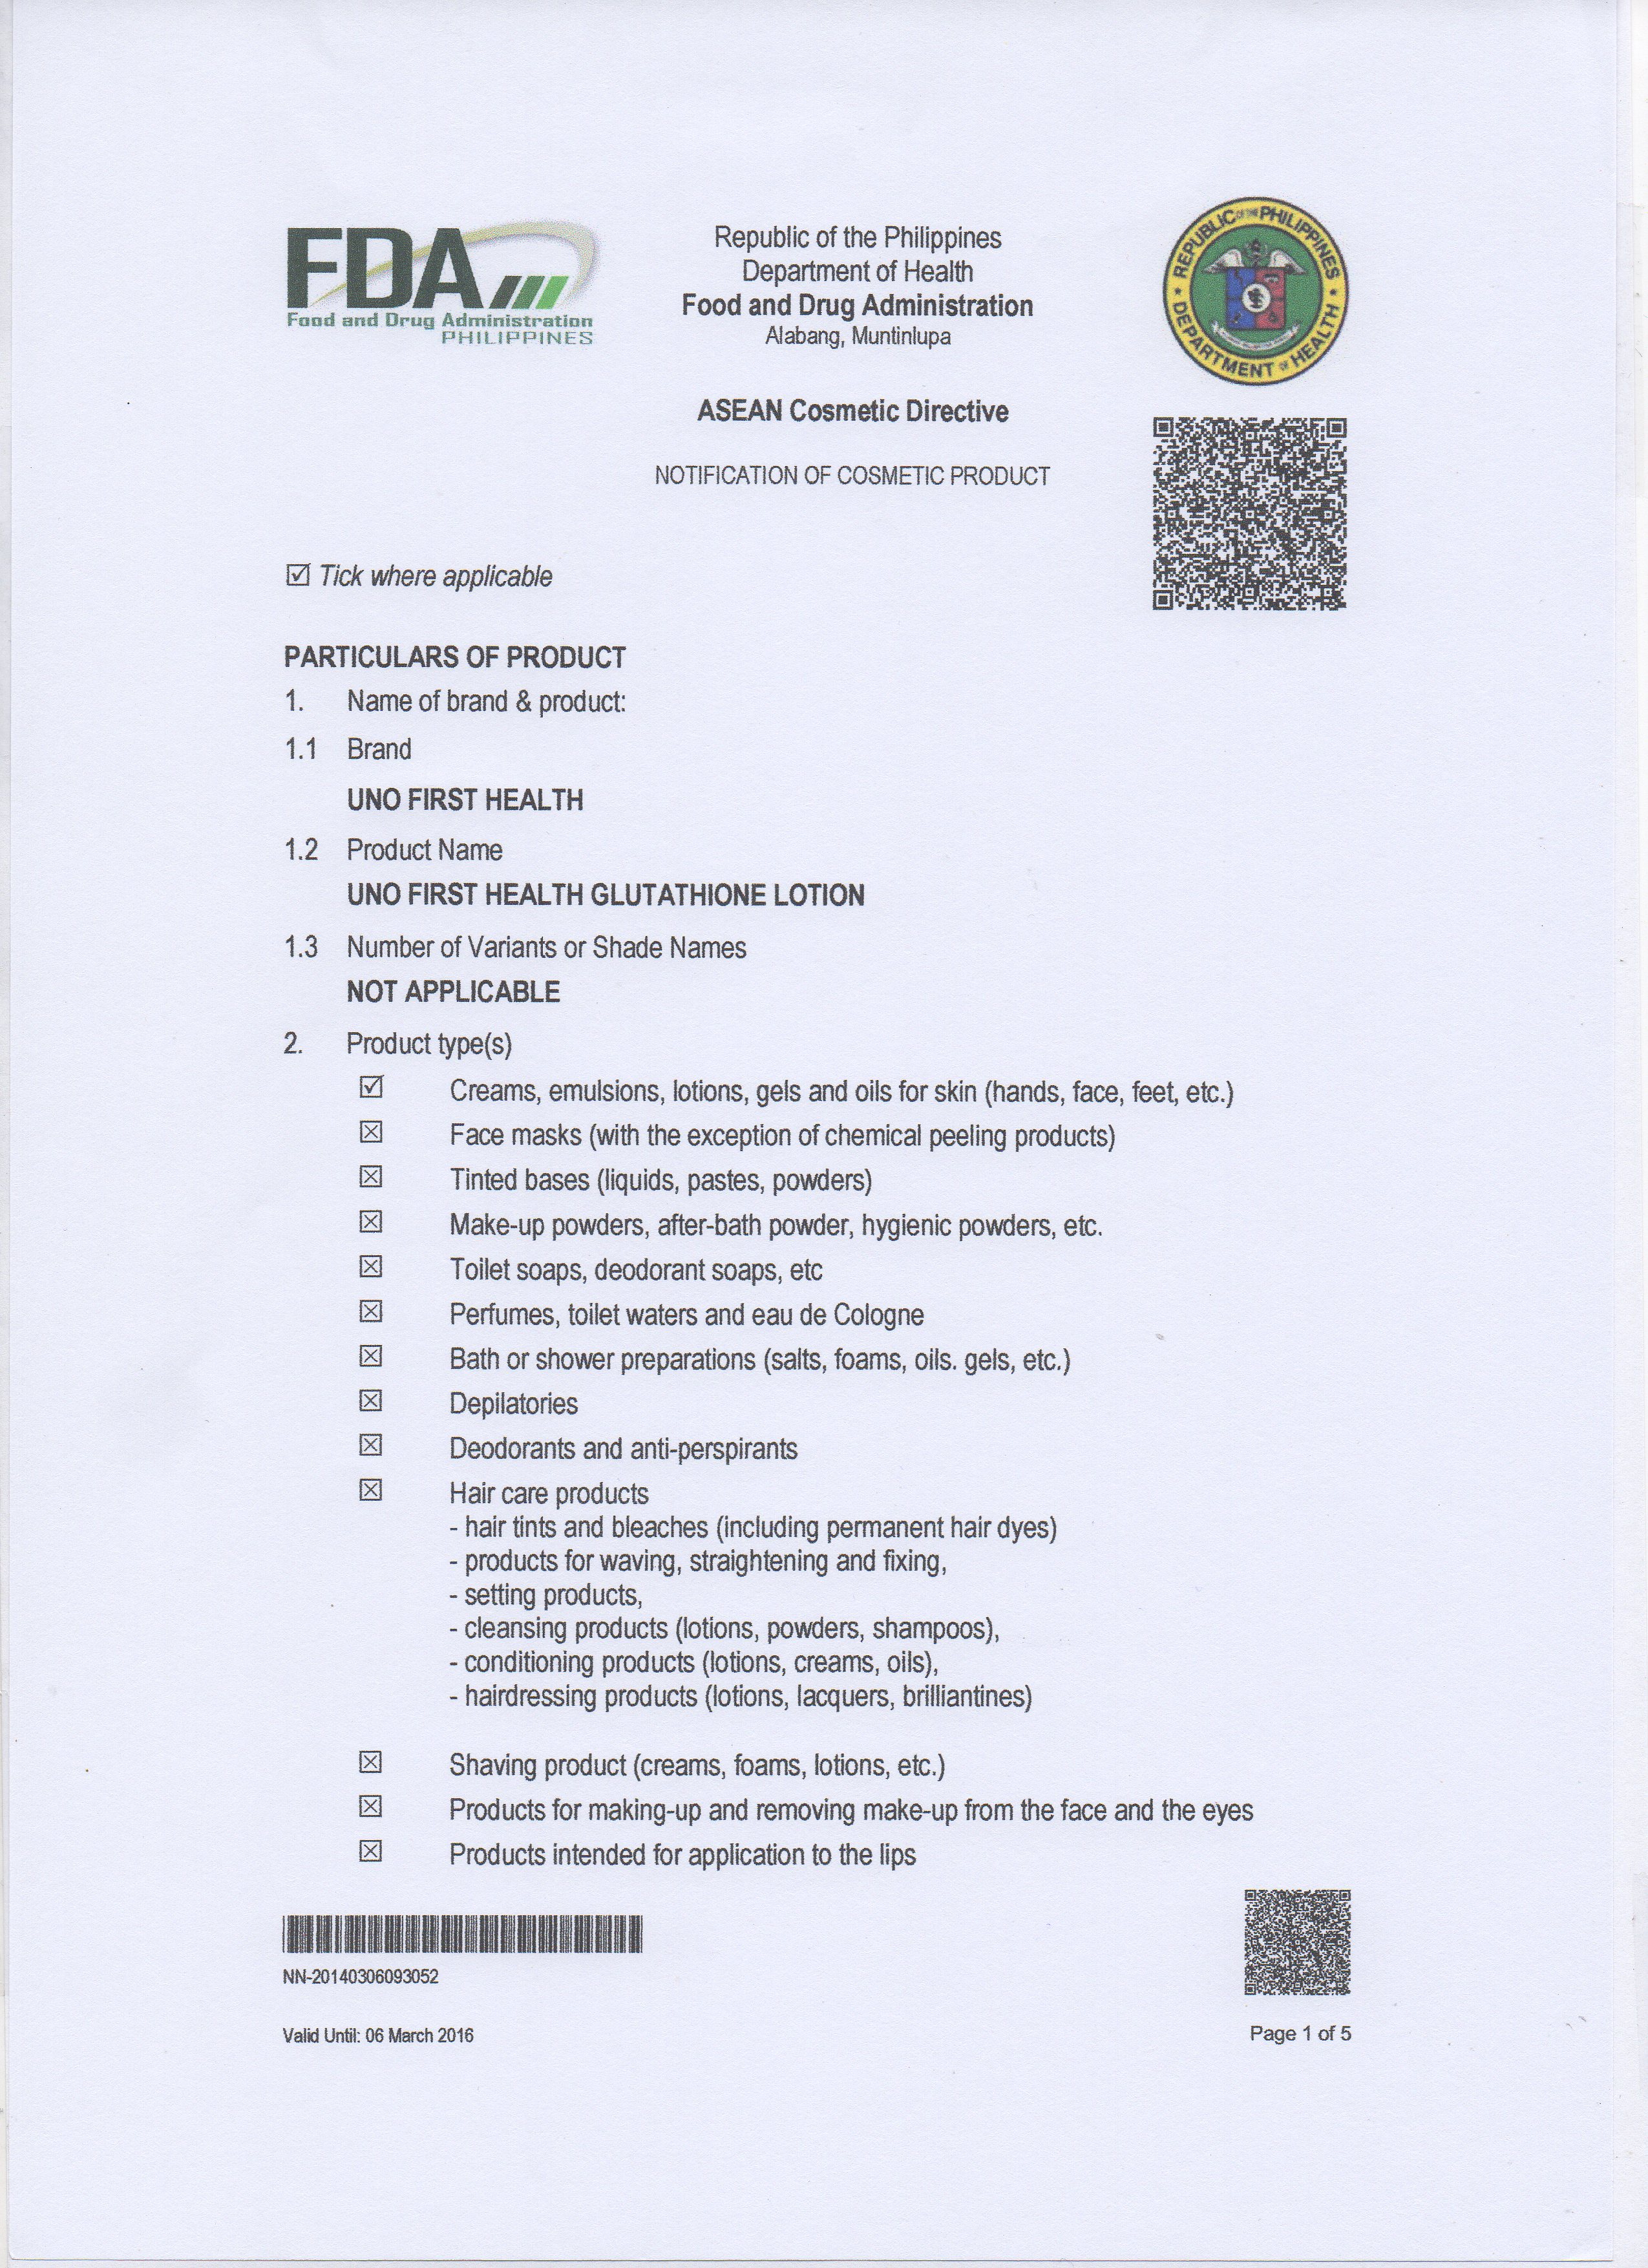 FDA
Food and Drug Administration
PHILIPPINES
Republic of the Philippines
Department of Health
Food and Drug Administration
Alabang, Muntinlupa
REPUBLIC OF THE PHILIPPINES
DEPARTMENT OF HEALTH
ASEAN Cosmetic Directive
NOTIFICATION OF COSMETIC PRODUCT
☑ Tick where applicable
PARTICULARS OF PRODUCT
1. Name of brand & product:
1.1 Brand
UNO FIRST HEALTH
1.2 Product Name
UNO FIRST HEALTH GLUTATHIONE LOTION
1.3 Number of Variants or Shade Names
NOT APPLICABLE
2. Product type(s)
☑ Creams, emulsions, lotions, gels and oils for skin (hands, face, feet, etc.)
☒ Face masks (with the exception of chemical peeling products)
☒ Tinted bases (liquids, pastes, powders)
☒ Make-up powders, after-bath powder, hygienic powders, etc.
☒ Toilet soaps, deodorant soaps, etc
☒ Perfumes, toilet waters and eau de Cologne
☒ Bath or shower preparations (salts, foams, oils. gels, etc.)
☒ Depilatories
☒ Deodorants and anti-perspirants
☒ Hair care products
- hair tints and bleaches (including permanent hair dyes)
- products for waving, straightening and fixing,
- setting products,
- cleansing products (lotions, powders, shampoos),
- conditioning products (lotions, creams, oils),
- hairdressing products (lotions, lacquers, brilliantines)
☒ Shaving product (creams, foams, lotions, etc.)
☒ Products for making-up and removing make-up from the face and the eyes
☒ Products intended for application to the lips
NN-20140306093052
Valid Until: 06 March 2016
Page 1 of 5